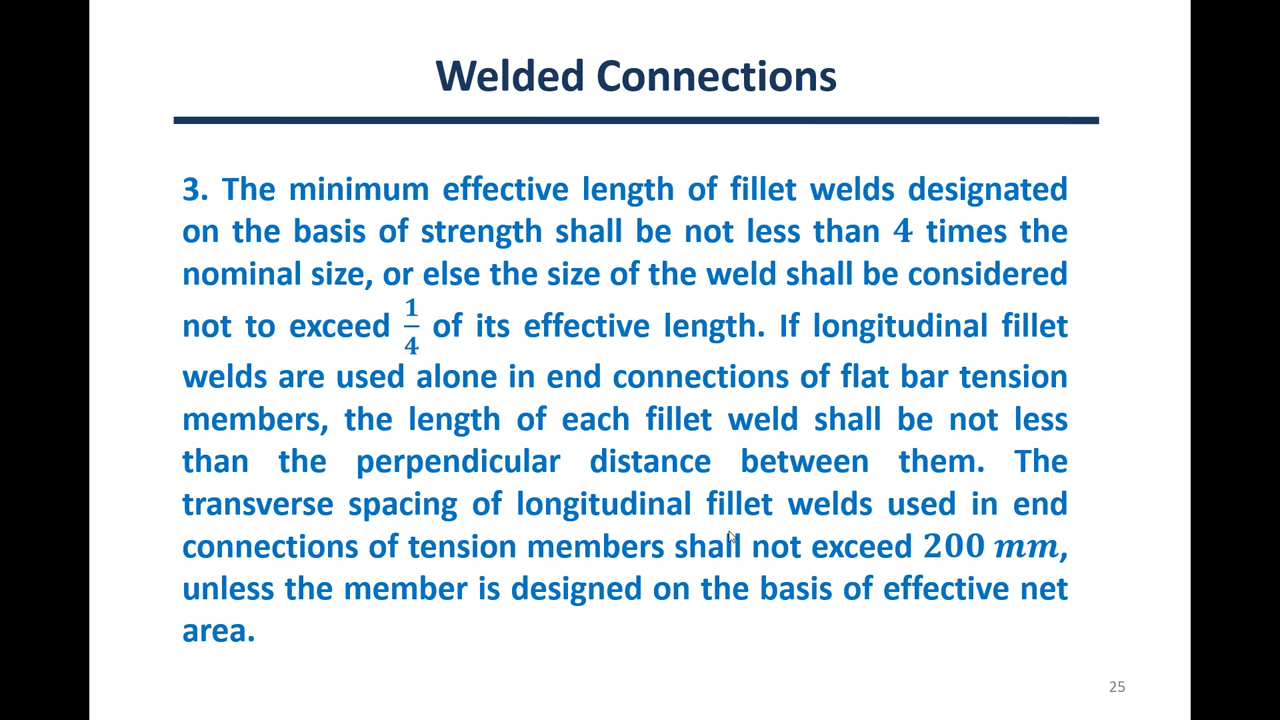 Welded Connections
3. The minimum effective length of fillet welds designated
on the basis of strength shall be not less than 4 times the
nominal size, or else the size of the weld shall be considered
not to exceed 1/4 of its effective length. If longitudinal fillet
welds are used alone in end connections of flat bar tension
members, the length of each fillet weld shall be not less
than the perpendicular distance between them. The
transverse spacing of longitudinal fillet welds used in end
connections of tension members shall not exceed 200 mm,
unless the member is designed on the basis of effective net
area.
25